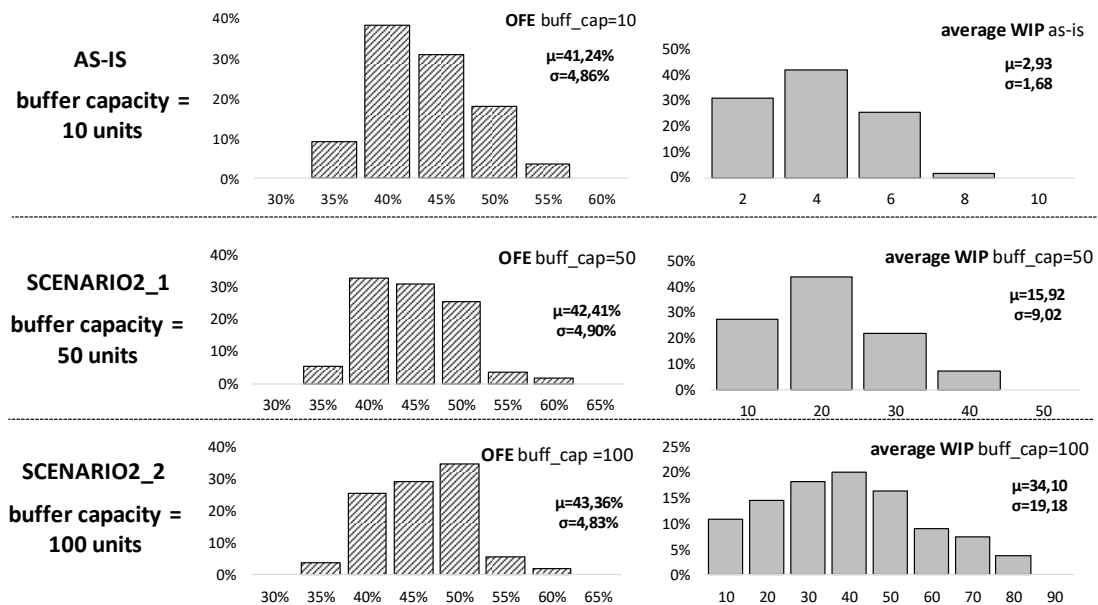 AS-IS
buffer capacity =
10 units
OFE buff_cap=10
μ=41,24%
σ=4,86%
40%
30%
20%
10%
0%
30% 35% 40% 45% 50% 55% 60%
average WIP as-is
μ=2,93
σ=1,68
50%
40%
30%
20%
10%
0%
2 4 6 8 10
SCENARIO2_1
buffer capacity =
50 units
OFE buff_cap=50
μ=42,41%
σ=4,90%
40%
30%
20%
10%
0%
30% 35% 40% 45% 50% 55% 60% 65%
average WIP buff_cap=50
μ=15,92
σ=9,02
50%
40%
30%
20%
10%
0%
10 20 30 40 50
SCENARIO2_2
buffer capacity =
100 units
OFE buff_cap =100
μ=43,36%
σ=4,83%
40%
30%
20%
10%
0%
30% 35% 40% 45% 50% 55% 60% 65%
average WIP buff_cap=100
μ=34,10
σ=19,18
25%
20%
15%
10%
5%
0%
10 20 30 40 50 60 70 80 90